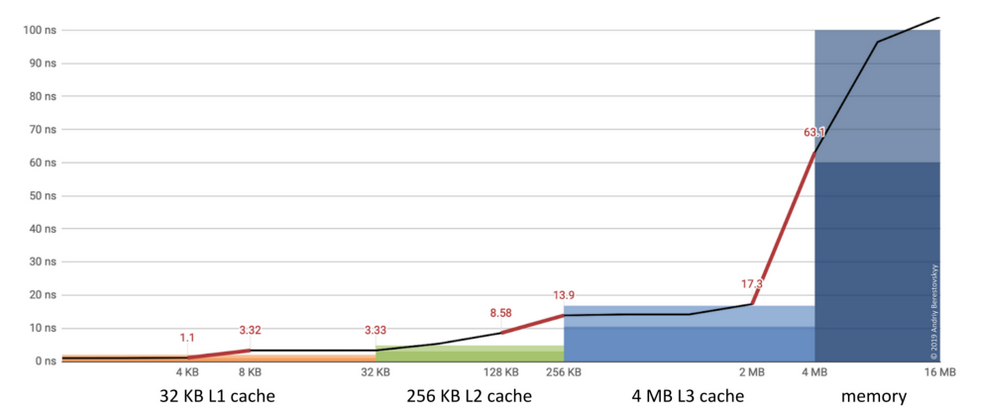 100 ns
90 ns
80 ns
70 ns
63.1
60 ns
50 ns
40 ns
30 ns
20 ns
17.3
13.9
8.58
10 ns
3.32
3.33
1.1
0 ns
4 KB 8 KB 32 KB 128 KB 256 KB 2 MB 4 MB 16 MB
32 KB L1 cache 256 KB L2 cache 4 MB L3 cache memory
© 2019 Andriy Berestovskyy